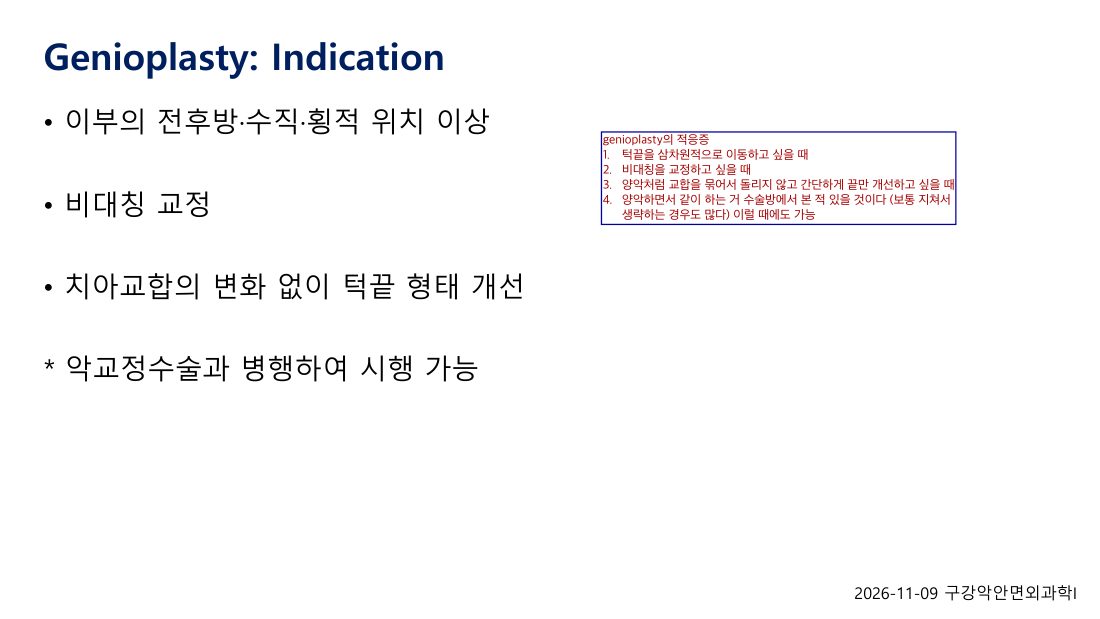 Genioplasty: Indication
• 이부의 전후방·수직·횡적 위치 이상
• 비대칭 교정
• 치아교합의 변화 없이 턱끝 형태 개선
* 악교정수술과 병행하여 시행 가능
genioplasty의 적응증
1. 턱끝을 삼차원적으로 이동하고 싶을 때
2. 비대칭을 교정하고 싶을 때
3. 양악처럼 교합을 묶어서 돌리지 않고 간단하게 끝만 개선하고 싶을 때
4. 양악하면서 같이 하는 거 수술방에서 본 적 있을 것이다 (보통 지쳐서
생략하는 경우도 많다) 이럴 때에도 가능
2026-11-09 구강악안면외과학I